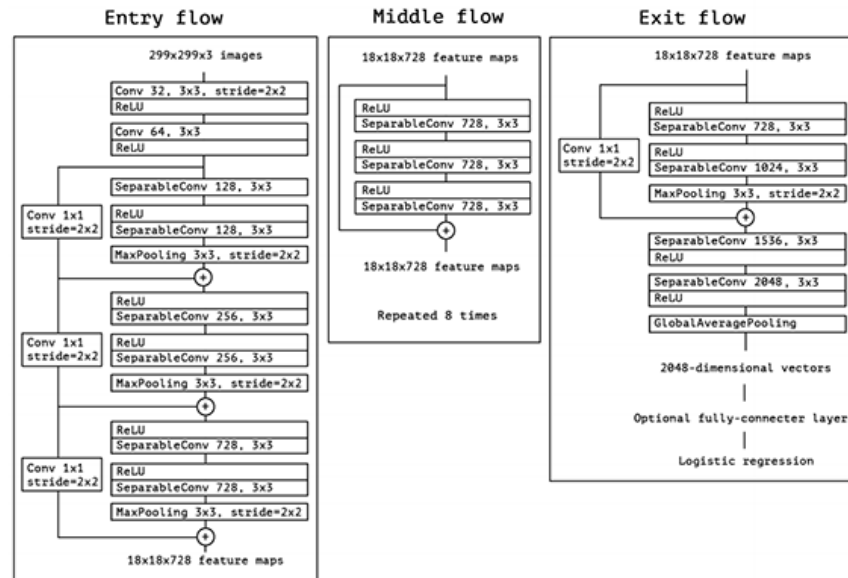 Entry flow
299x299x3 images
Conv 32, 3x3, stride=2x2
ReLU
Conv 64, 3x3
ReLU
SeparableConv 128, 3x3
Conv 1x1
stride=2x2
ReLU
SeparableConv 128, 3x3
MaxPooling 3x3, stride=2x2
+
ReLU
SeparableConv 256, 3x3
Conv 1x1
stride=2x2
ReLU
SeparableConv 256, 3x3
MaxPooling 3x3, stride=2x2
+
ReLU
SeparableConv 728, 3x3
Conv 1x1
stride=2x2
ReLU
SeparableConv 728, 3x3
MaxPooling 3x3, stride=2x2
+
18x18x728 feature maps
Middle flow
18x18x728 feature maps
ReLU
SeparableConv 728, 3x3
ReLU
SeparableConv 728, 3x3
ReLU
SeparableConv 728, 3x3
+
18x18x728 feature maps
Repeated 8 times
Exit flow
18x18x728 feature maps
ReLU
SeparableConv 728, 3x3
Conv 1x1
stride=2x2
ReLU
SeparableConv 1024, 3x3
MaxPooling 3x3, stride=2x2
+
SeparableConv 1536, 3x3
ReLU
SeparableConv 2048, 3x3
ReLU
GlobalAveragePooling
2048-dimensional vectors
Optional fully-connecter layer
Logistic regression